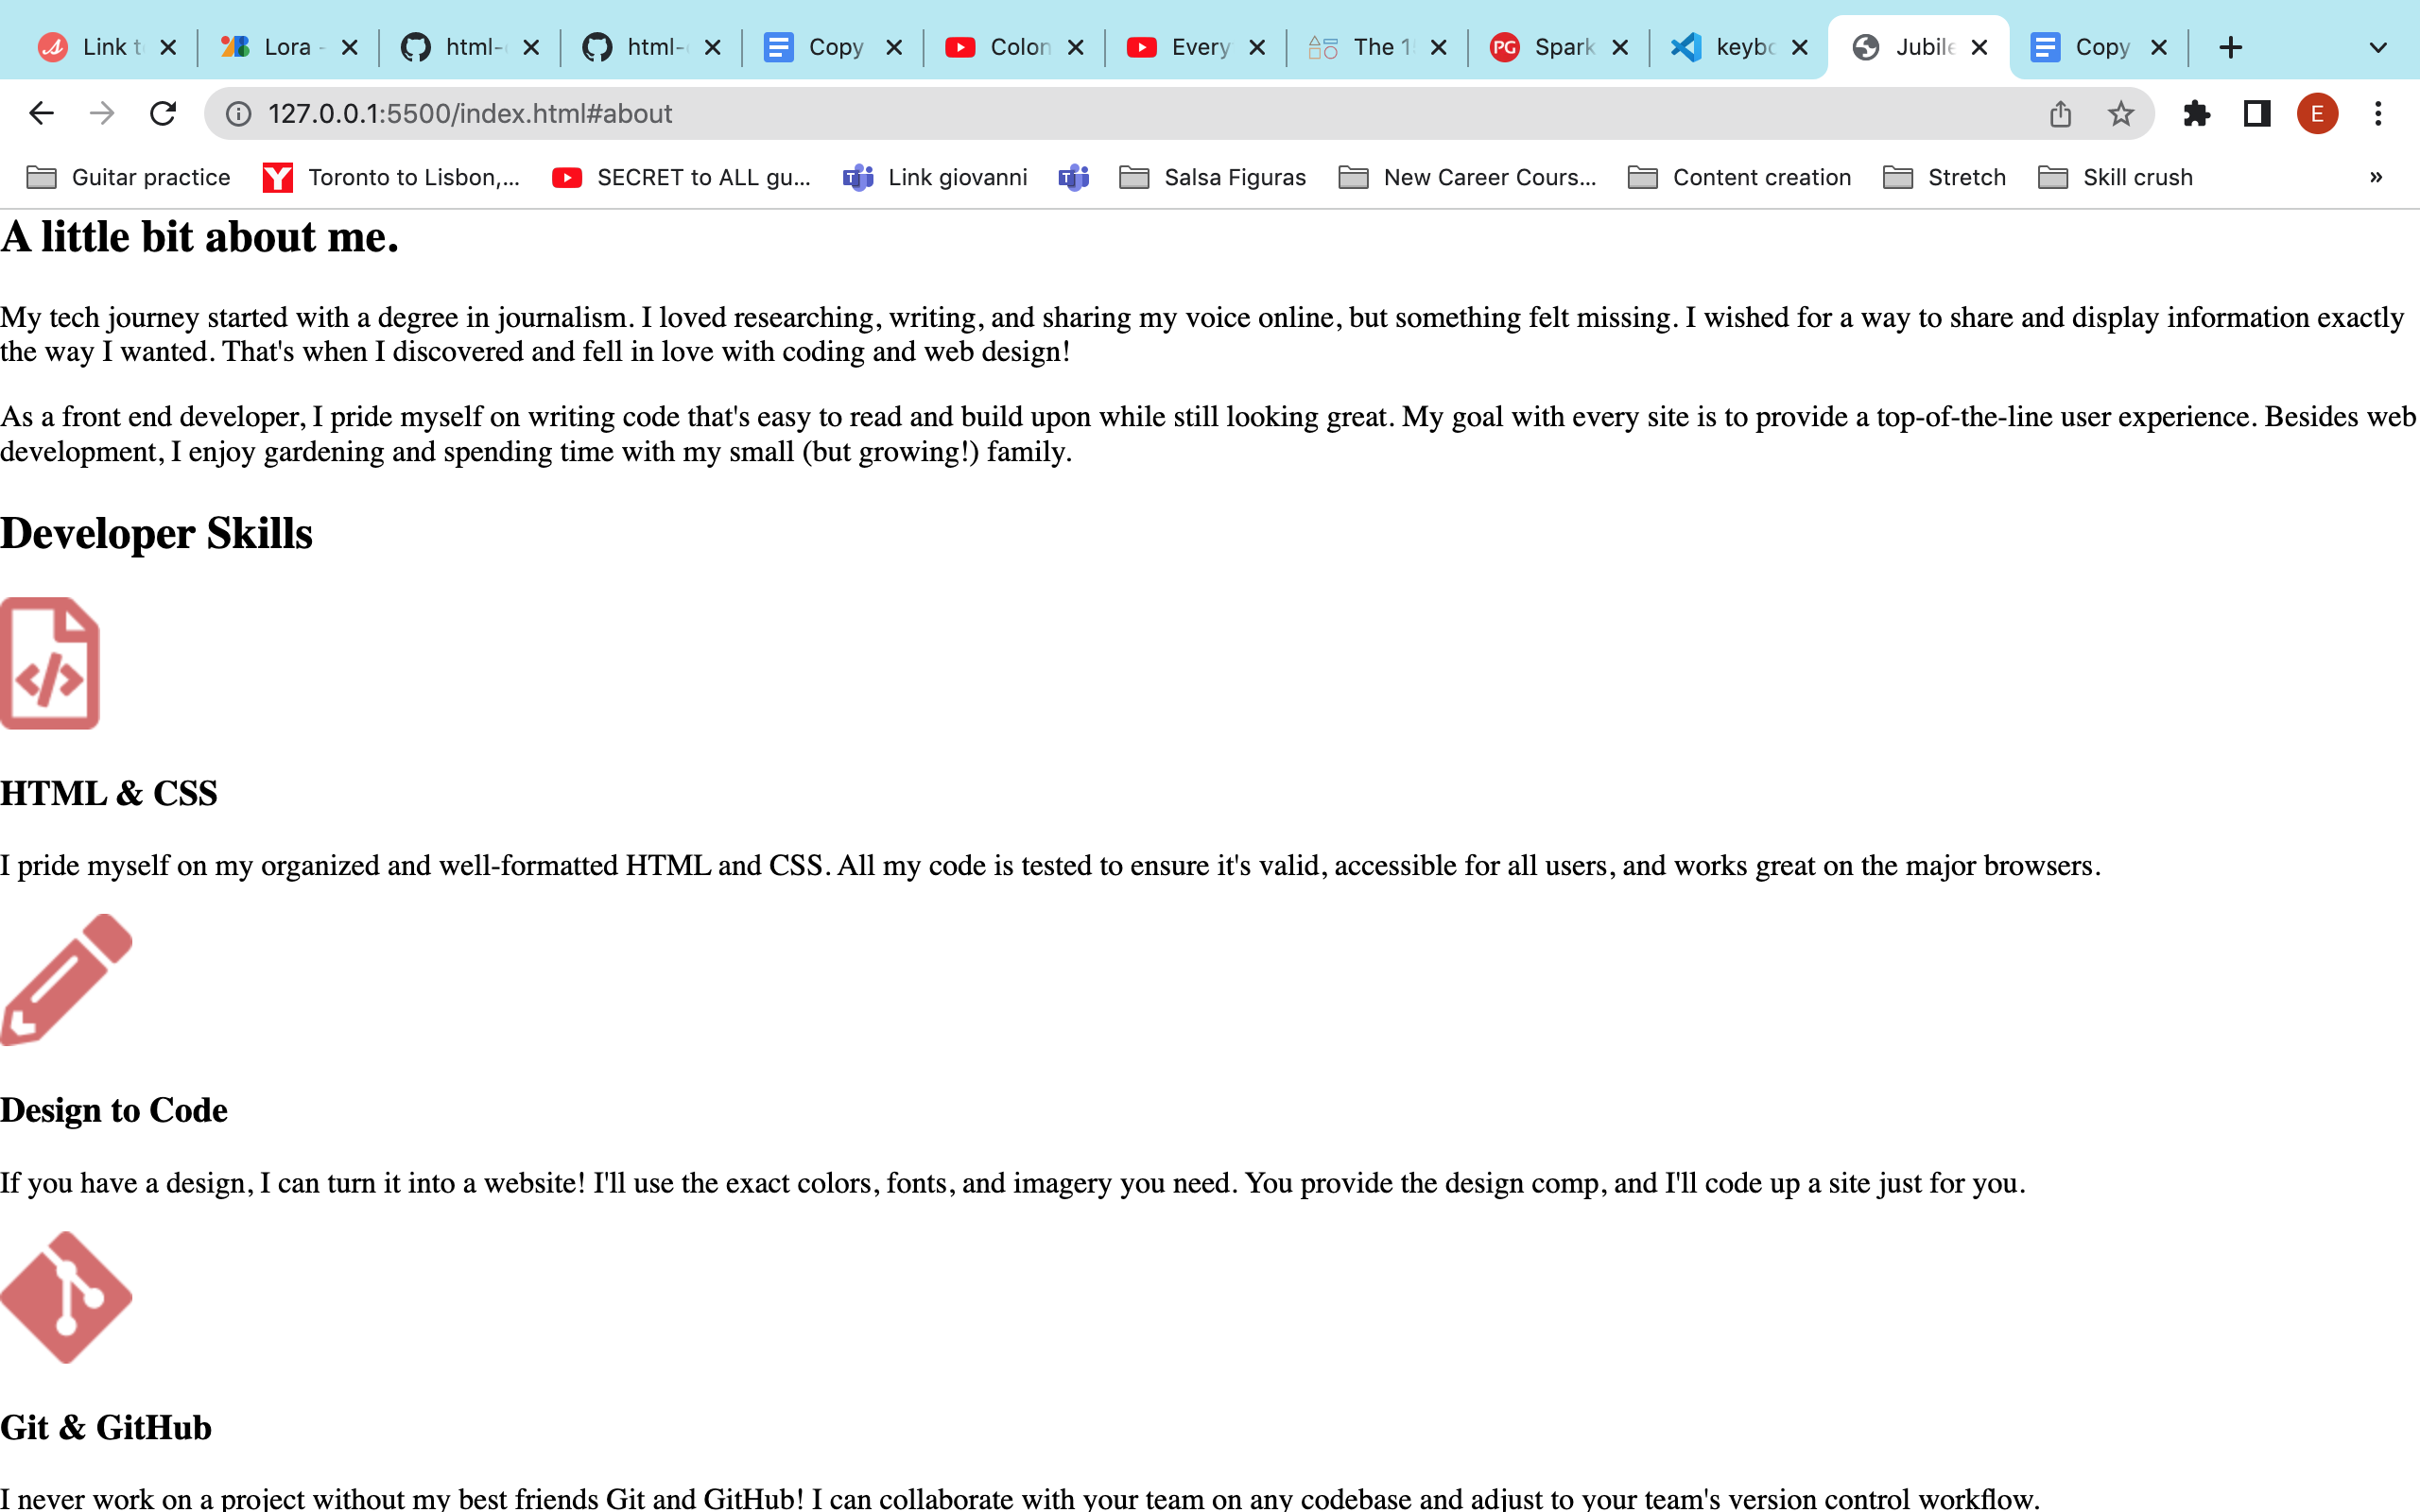 Link t
Lora -
html-
html-
Copy
Colon
Every
The 1
Spark
keybo
Jubile
Copy
127.0.0.1:5500/index.html#about
E
Guitar practice
Toronto to Lisbon,...
SECRET to ALL gu...
Link giovanni
Salsa Figuras
New Career Cours...
Content creation
Stretch
Skill crush
»
A little bit about me.
My tech journey started with a degree in journalism. I loved researching, writing, and sharing my voice online, but something felt missing. I wished for a way to share and display information exactly
the way I wanted. That's when I discovered and fell in love with coding and web design!
As a front end developer, I pride myself on writing code that's easy to read and build upon while still looking great. My goal with every site is to provide a top-of-the-line user experience. Besides web
development, I enjoy gardening and spending time with my small (but growing!) family.
Developer Skills
HTML & CSS
I pride myself on my organized and well-formatted HTML and CSS. All my code is tested to ensure it's valid, accessible for all users, and works great on the major browsers.
Design to Code
If you have a design, I can turn it into a website! I'll use the exact colors, fonts, and imagery you need. You provide the design comp, and I'll code up a site just for you.
Git & GitHub
I never work on a project without my best friends Git and GitHub! I can collaborate with your team on any codebase and adjust to your team's version control workflow.